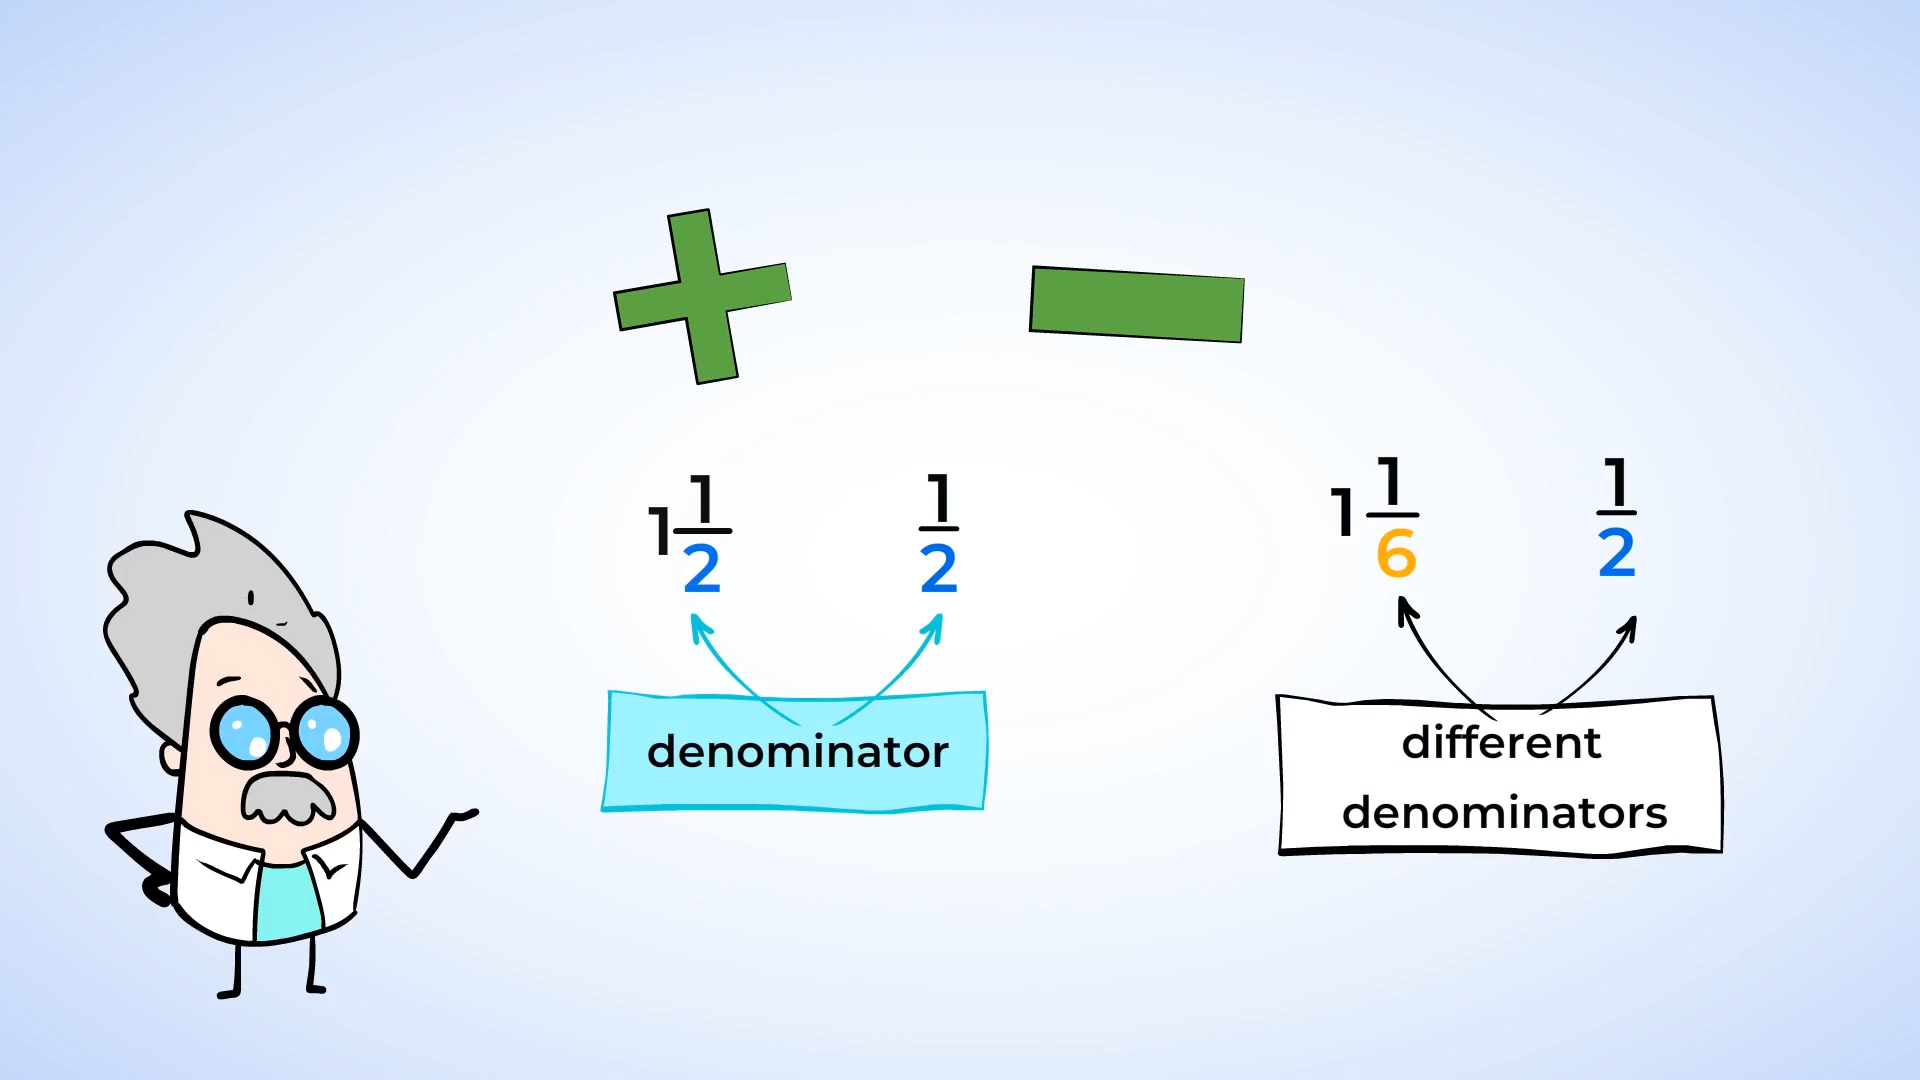 1 1/2 1/2
1 1/6 1/2
denominator
different
denominators